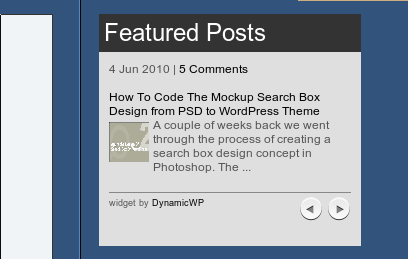 Featured Posts
4 Jun 2010 | 5 Comments
How To Code The Mockup Search Box
Design from PSD to WordPress Theme
A couple of weeks back we went
through the process of creating a
search box design concept in
Photoshop. The ...
widget by DynamicWP